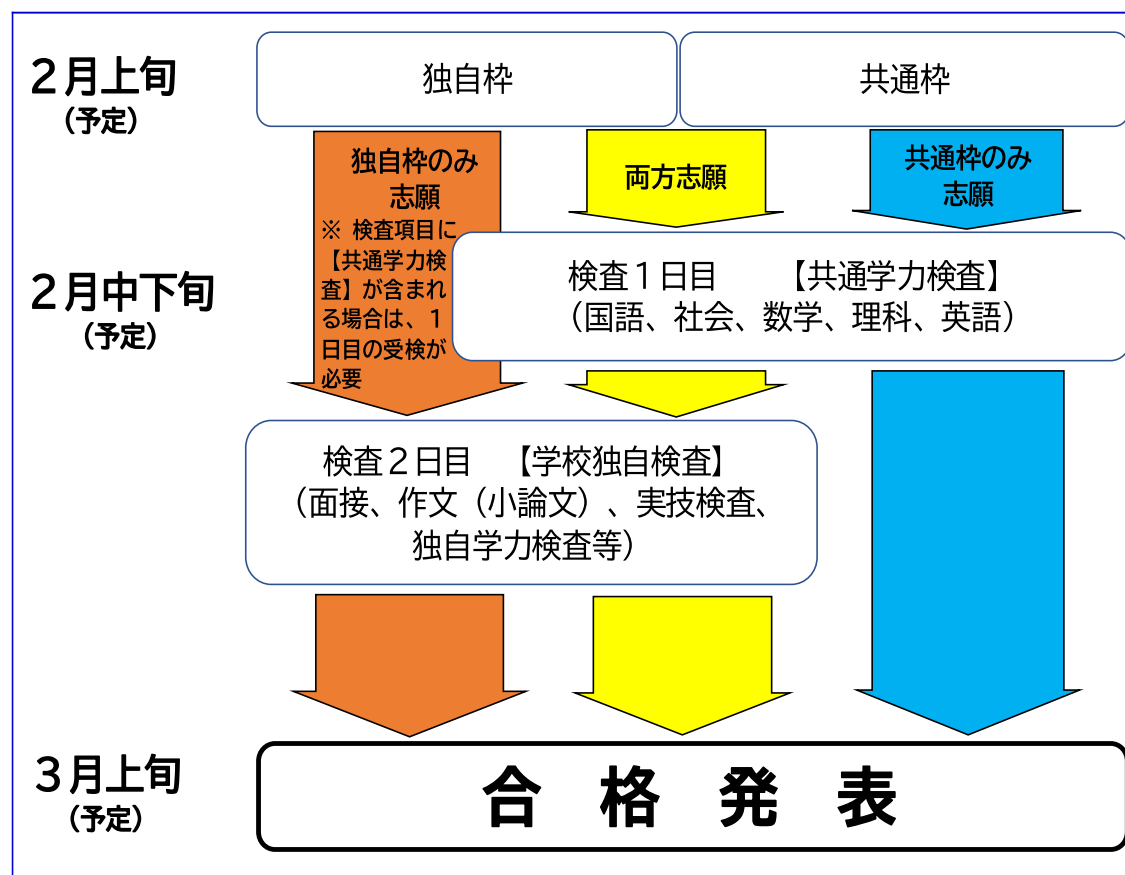 ２月上旬
（予定）
独自枠
共通枠
独自枠のみ
志願
※ 検査項目に
【共通学力検
査】が含まれ
る場合は、１
日目の受検が
必要
両方志願
共通枠のみ
志願
２月中下旬
（予定）
検査１日目　　【共通学力検査】
（国語、社会、数学、理科、英語）
検査２日目　【学校独自検査】
（面接、作文（小論文）、実技検査、
独自学力検査等）
３月上旬
（予定）
合　格　発　表